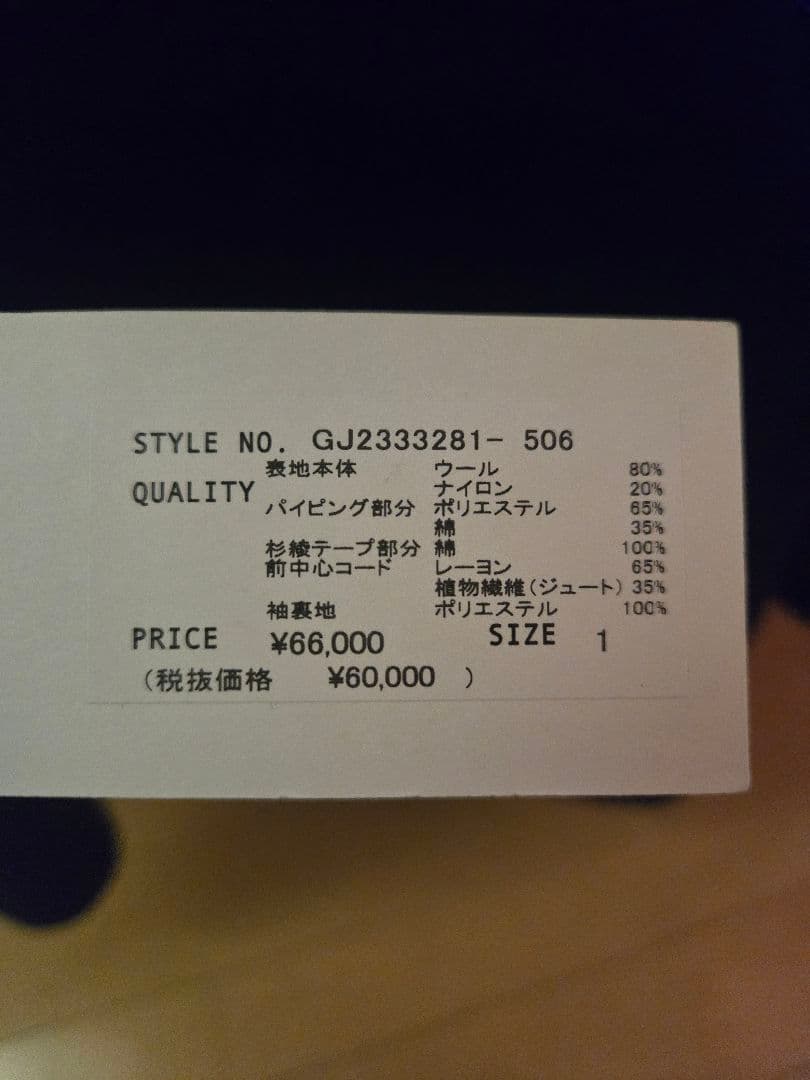 STYLE NO. GJ2333281- 506
QUALITY 表地本体 ウール 80%
ナイロン 20%
パイピング部分 ポリエステル 65%
綿 35%
杉綾テープ部分 綿 100%
前中心コード レーヨン 65%
植物繊維(ジュート) 35%
袖裏地 ポリエステル 100%
PRICE ¥66,000 SIZE 1
(税抜価格 ¥60,000 )